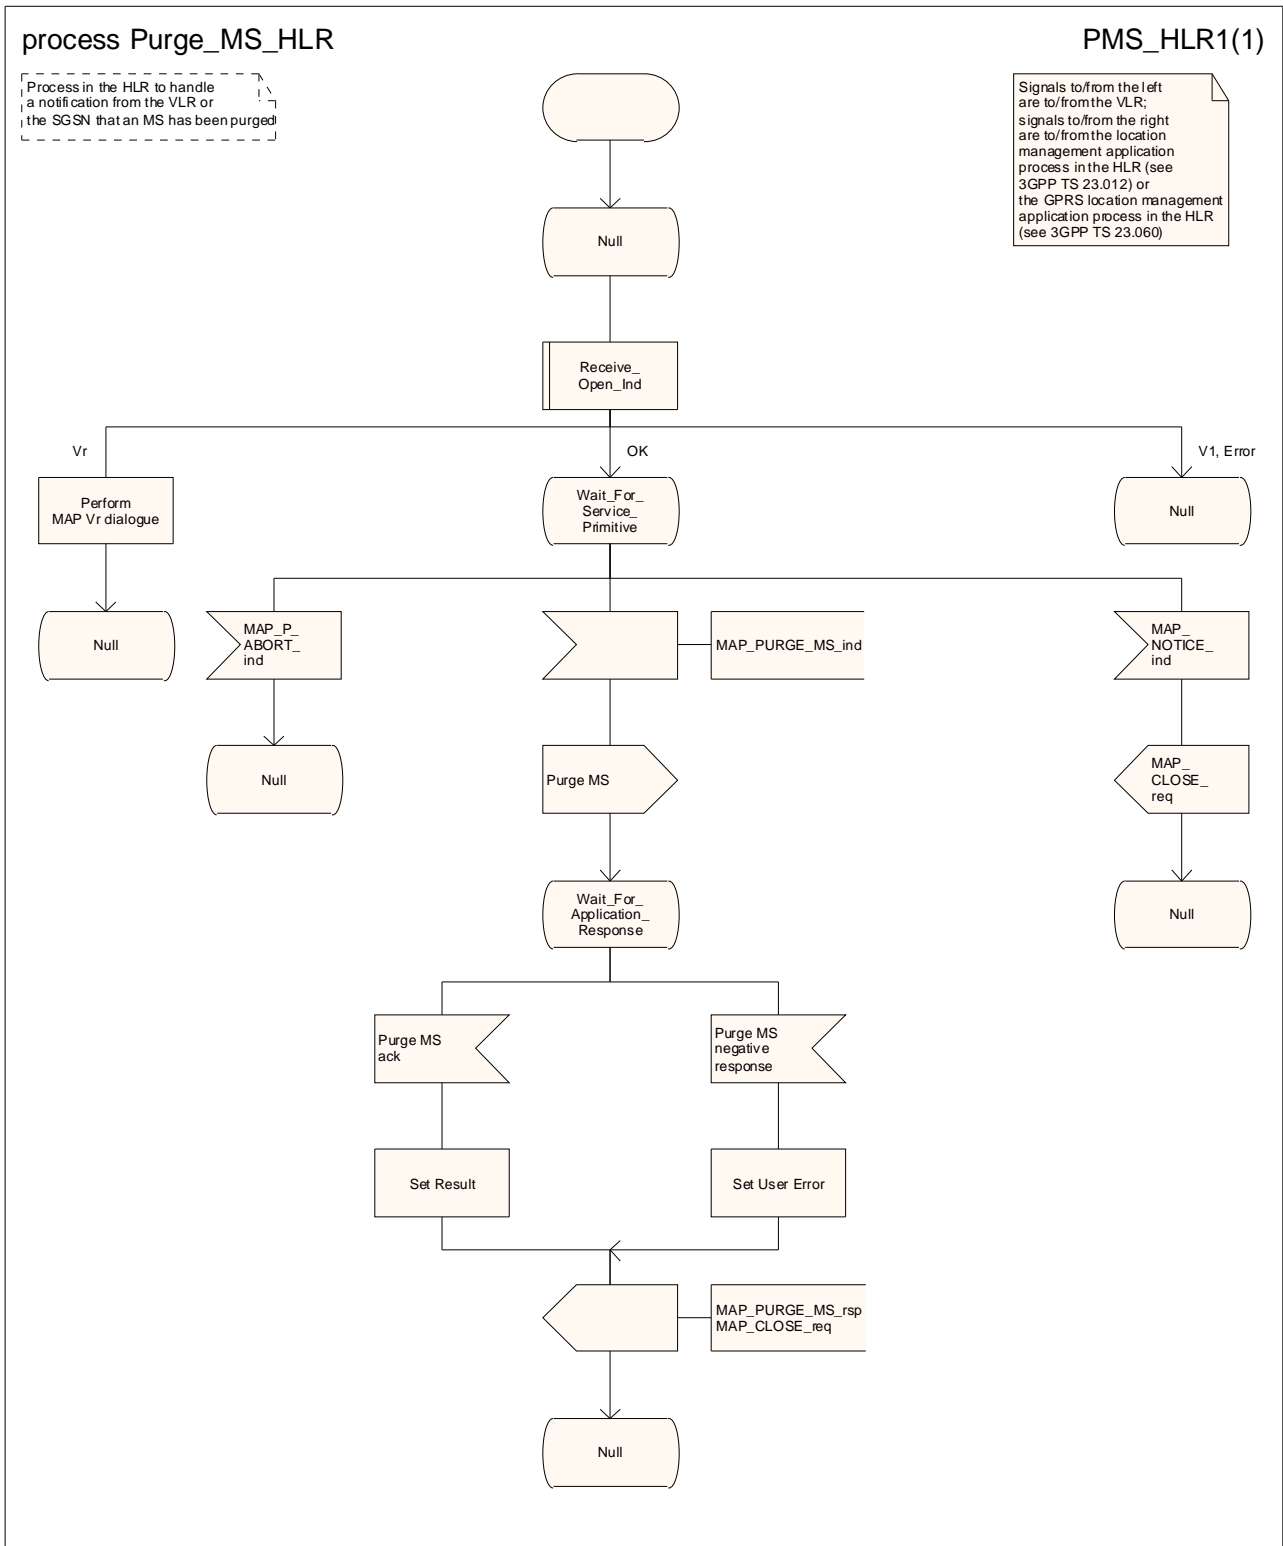 process Purge_MS_HLR
PMS_HLR1(1)
Process in the HLR to handle
a notification from the VLR or
the SGSN that an MS has been purged
Signals to/from the left
are to/from the VLR;
signals to/from the right
are to/from the location
management application
process in the HLR (see
3GPP TS 23.012) or
the GPRS location management
application process in the HLR
(see 3GPP TS 23.060)
Null
Receive_
Open_Ind
Vr
OK
V1, Error
Perform
MAP Vr dialogue
Wait_For_
Service_
Primitive
Null
Null
MAP_P_
ABORT_
ind
MAP_PURGE_MS_ind
MAP_
NOTICE_
ind
Null
Purge MS
MAP_
CLOSE_
req
Wait_For_
Application_
Response
Null
Purge MS
ack
Purge MS
negative
response
Set Result
Set User Error
MAP_PURGE_MS_rsp
MAP_CLOSE_req
Null